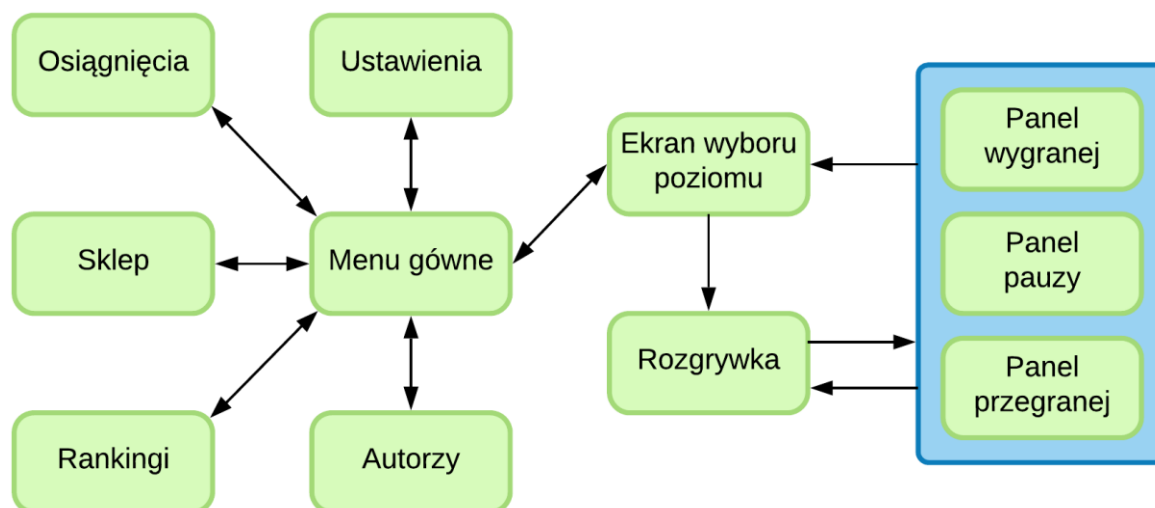 Osiągnięcia
Ustawienia
Ekran wyboru
poziomu
Panel
wygranej
Sklep
Menu gówne
Panel
pauzy
Rozgrywka
Panel
przegranej
Rankingi
Autorzy